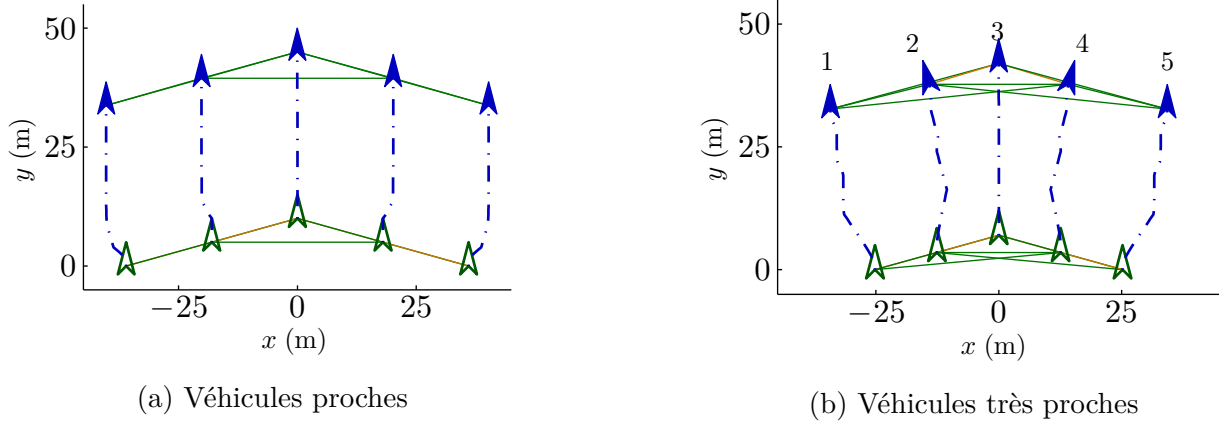 50
25
0
y (m)
−25 0 25
x (m)
(a) Véhicules proches
1 2 3 4 5
50
25
0
y (m)
−25 0 25
x (m)
(b) Véhicules très proches